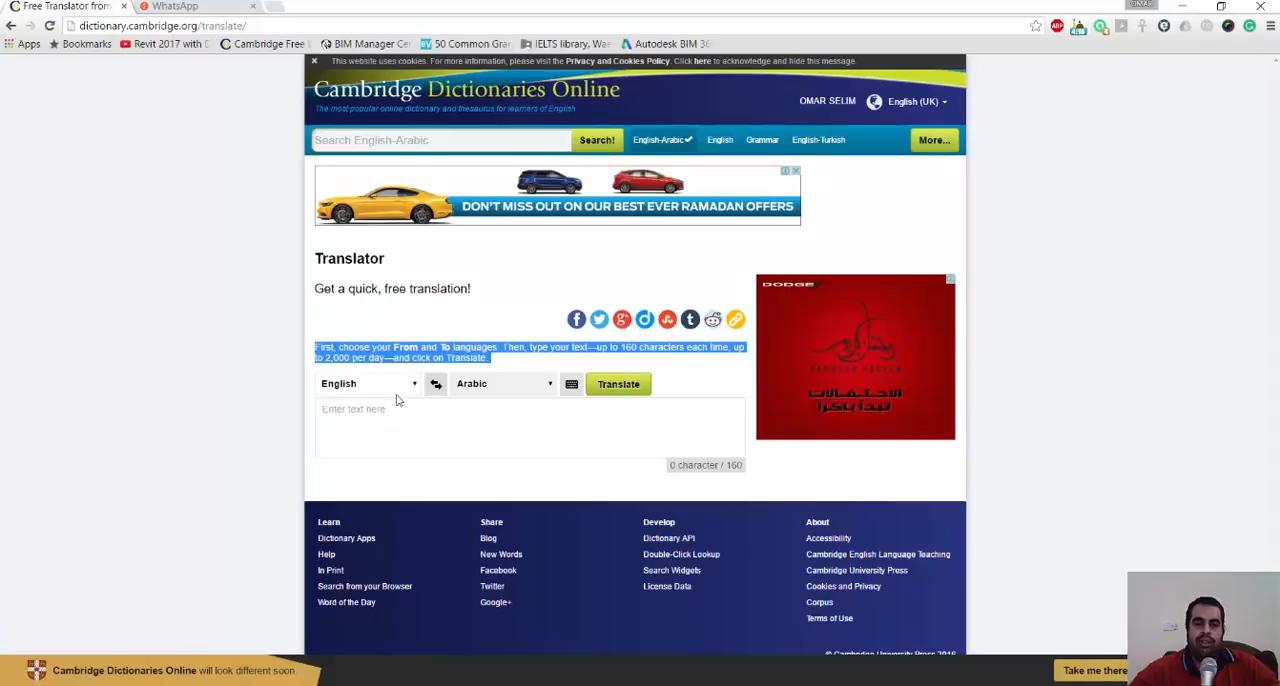 Free Translator from
WhatsApp
OMAR
dictionary.cambridge.org/translate/
Apps
Bookmarks
Revit 2017 with
Cambridge Free
BIM Manager Cer
50 Common Gra
IELTS library, Wa
Autodesk BIM 36
This website uses cookies. For more information, please visit the Privacy and Cookies Policy. Click here to acknowledge and hide this message.
Cambridge Dictionaries Online
The most popular online dictionary and thesaurus for learners of English
OMAR SELIM
English (UK)
Search English-Arabic
Search!
English-Arabic
English
Grammar
English-Turkish
More...
DON'T MISS OUT ON OUR BEST EVER RAMADAN OFFERS
Translator
Get a quick, free translation!
DODGE
First, choose your From and To languages. Then, type your text—up to 160 characters each time, up
to 2,000 per day—and click on Translate.
English
Arabic
Translate
Enter text here
0 character / 160
الاحتفالات
تبدأ باكراً
Learn
Dictionary Apps
Help
In Print
Search from your Browser
Word of the Day
Share
Blog
New Words
Facebook
Twitter
Google+
Develop
Dictionary API
Double-Click Lookup
Search Widgets
License Data
About
Accessibility
Cambridge English Language Teaching
Cambridge University Press
Cookies and Privacy
Corpus
Terms of Use
© Cambridge University Press 2016
Cambridge Dictionaries Online will look different soon.
Take me there